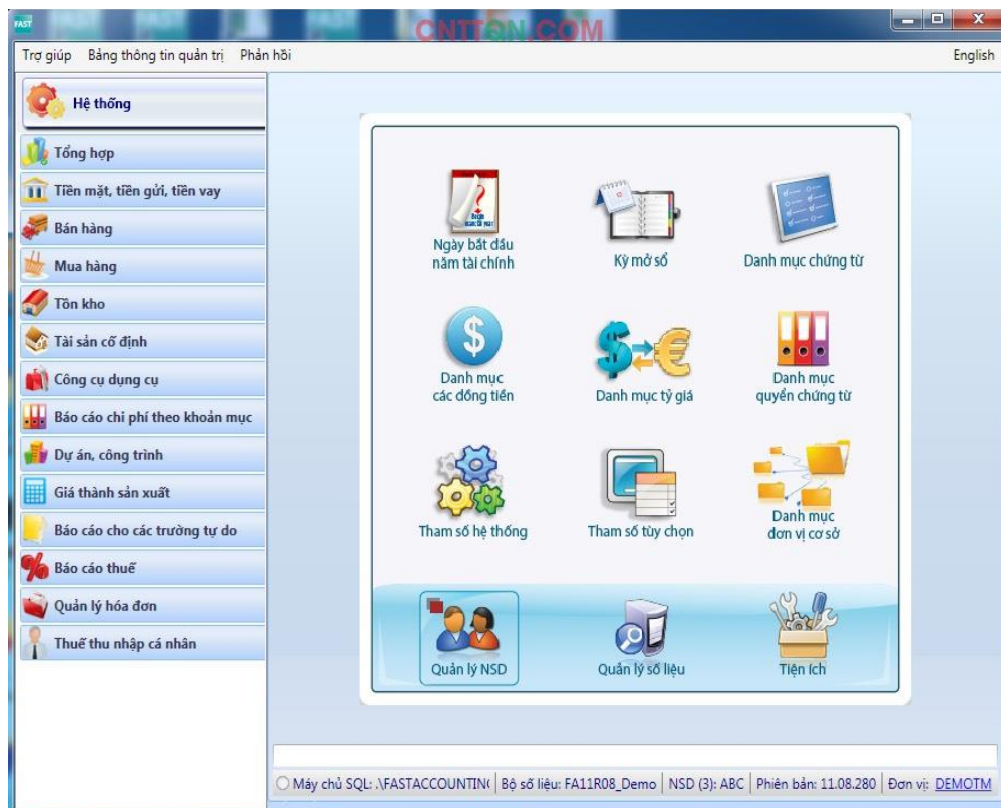 CNTTQN.COM
FAST
Trợ giúp Bảng thông tin quản trị Phản hồi English
Hệ thống
Tổng hợp
Tiền mặt, tiền gửi, tiền vay
Bán hàng
Mua hàng
Tồn kho
Tài sản cố định
Công cụ dụng cụ
Báo cáo chi phí theo khoản mục
Dự án, công trình
Giá thành sản xuất
Báo cáo cho các trường tự do
Báo cáo thuế
Quản lý hóa đơn
Thuế thu nhập cá nhân
Ngày bắt đầu
năm tài chính
Kỳ mở sổ
Danh mục chứng từ
Danh mục
các đồng tiền
Danh mục tỷ giá
Danh mục
quyển chứng từ
Tham số hệ thống
Tham số tùy chọn
Danh mục
đơn vị cơ sở
Quản lý NSD
Quản lý số liệu
Tiện ích
Máy chủ SQL: .\FASTACCOUNTING Bộ số liệu: FA11R08_Demo NSD (3): ABC Phiên bản: 11.08.280 Đơn vị: DEMOTM